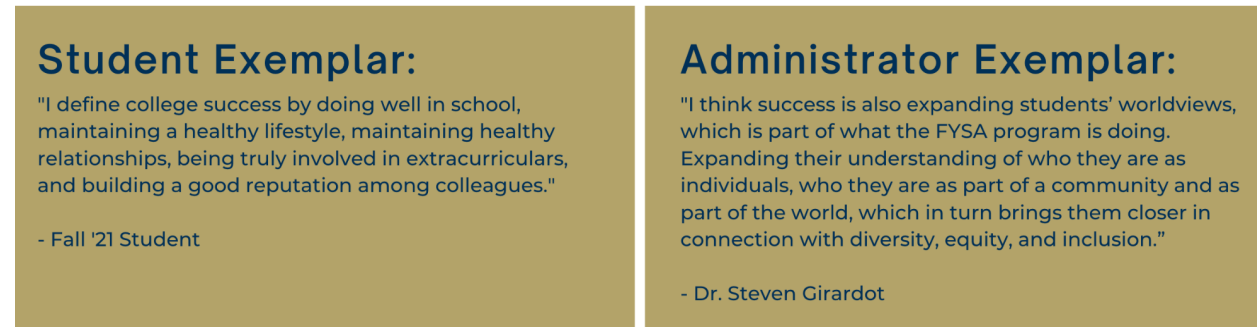 Student Exemplar:
"I define college success by doing well in school,
maintaining a healthy lifestyle, maintaining healthy
relationships, being truly involved in extracurriculars,
and building a good reputation among colleagues."
- Fall '21 Student
Administrator Exemplar:
"I think success is also expanding students’ worldviews,
which is part of what the FYSA program is doing.
Expanding their understanding of who they are as
individuals, who they are as part of a community and as
part of the world, which in turn brings them closer in
connection with diversity, equity, and inclusion.”
- Dr. Steven Girardot